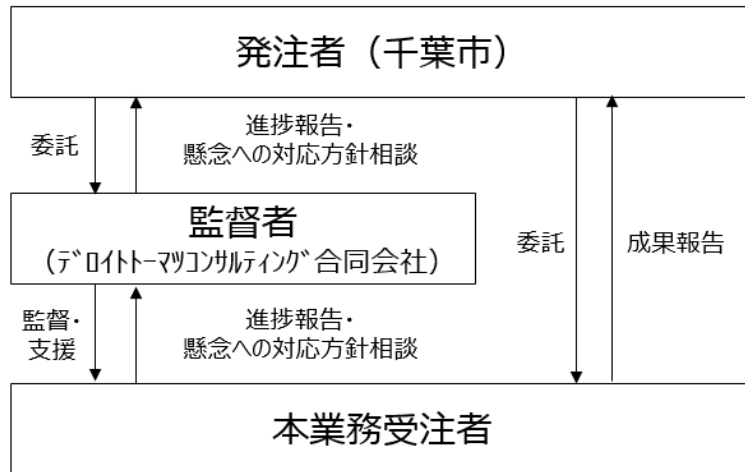 発注者（千葉市）
委託
進捗報告・
懸念への対応方針相談
監督者
（ﾃﾞﾛｲﾄﾄｰﾏﾂｺﾝｻﾙﾃｨﾝｸﾞ合同会社）
委託
成果報告
監督・
支援
進捗報告・
懸念への対応方針相談
本業務受注者